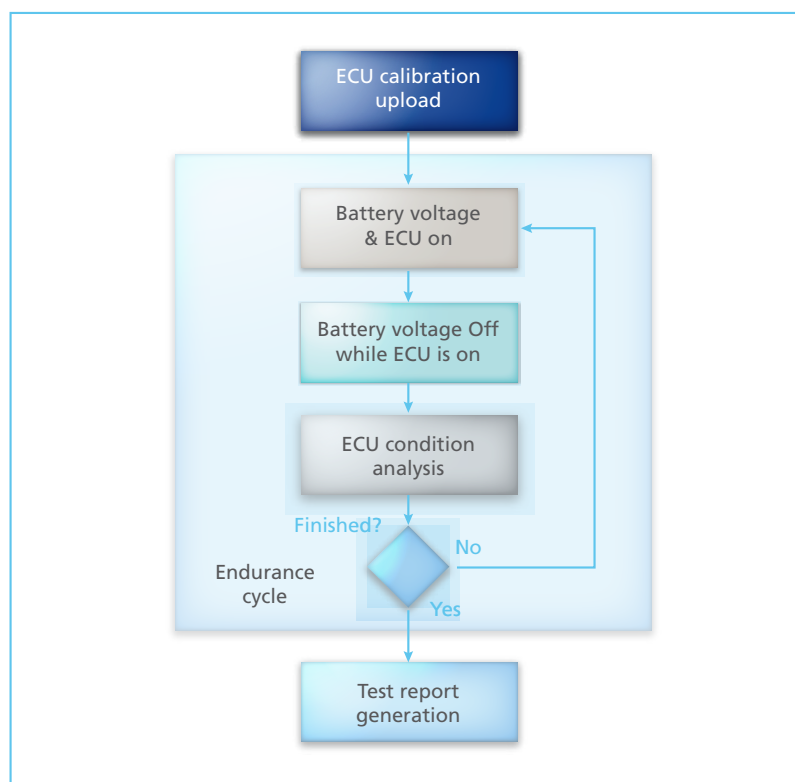 ECU calibration
upload
Battery voltage
& ECU on
Battery voltage Off
while ECU is on
ECU condition
analysis
Finished?
No
Endurance
cycle
Yes
Test report
generation